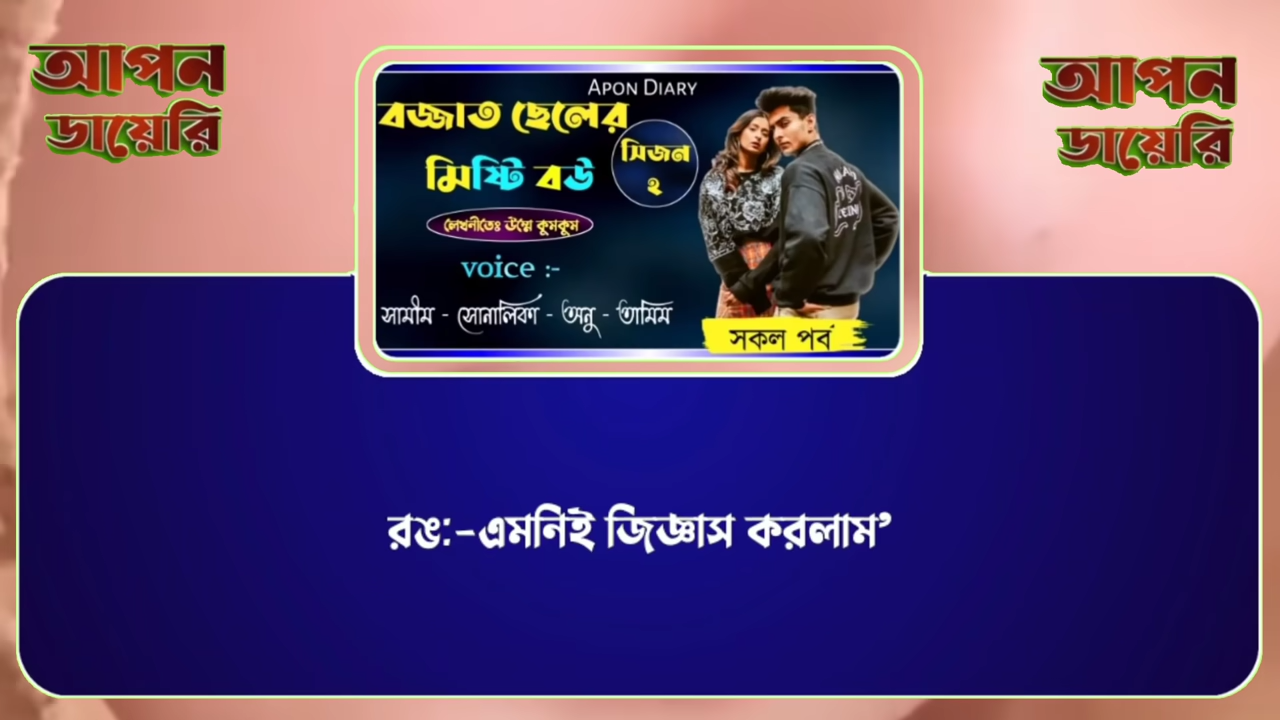 আপন
ডায়েরি
APON DIARY
বজ্জাত ছেলের
মিষ্টি বউ
সিজন
২
লেখনীতেঃ উম্মে কুমকুম
voice :-
সামীম - সোনালিকা - অনু - তামিম
সকল পর্ব
আপন
ডায়েরি
রঙ:-এমনিই জিজ্ঞাস করলাম’